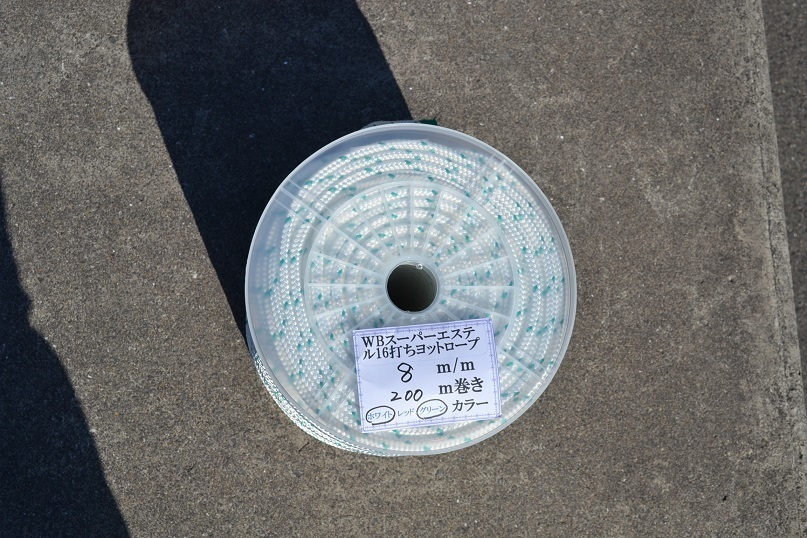 WBスーパーエステ
ル16打ちヨットロープ
8 m/m
200 m巻き
ホワイト レッド グリーン カラー